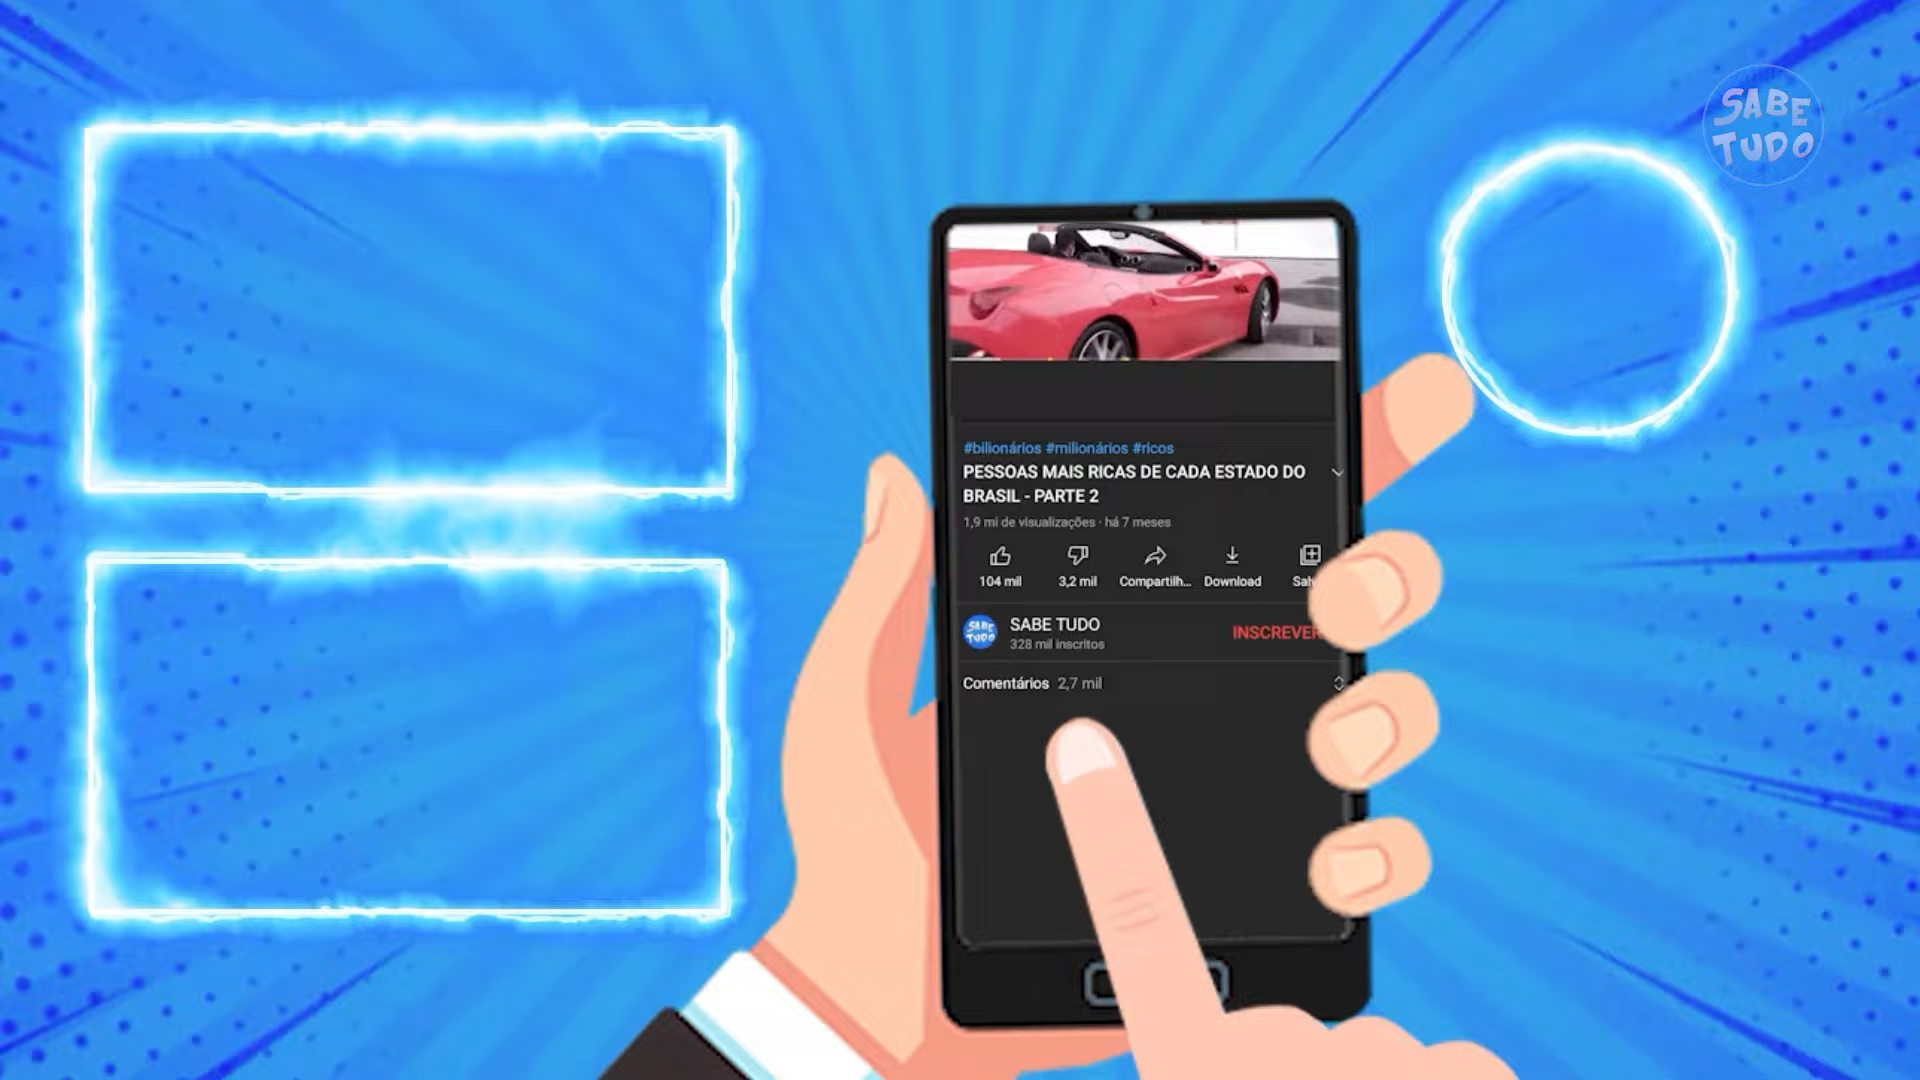 SABE
TUDO
#bilionários #milionários #ricos
PESSOAS MAIS RICAS DE CADA ESTADO DO
BRASIL - PARTE 2
1,9 mi de visualizações · há 7 meses
104 mil
3,2 mil
Compartilh...
Download
SABE
TUDO
SABE TUDO
INSCREVER
328 mil inscritos
Comentários 2,7 mil